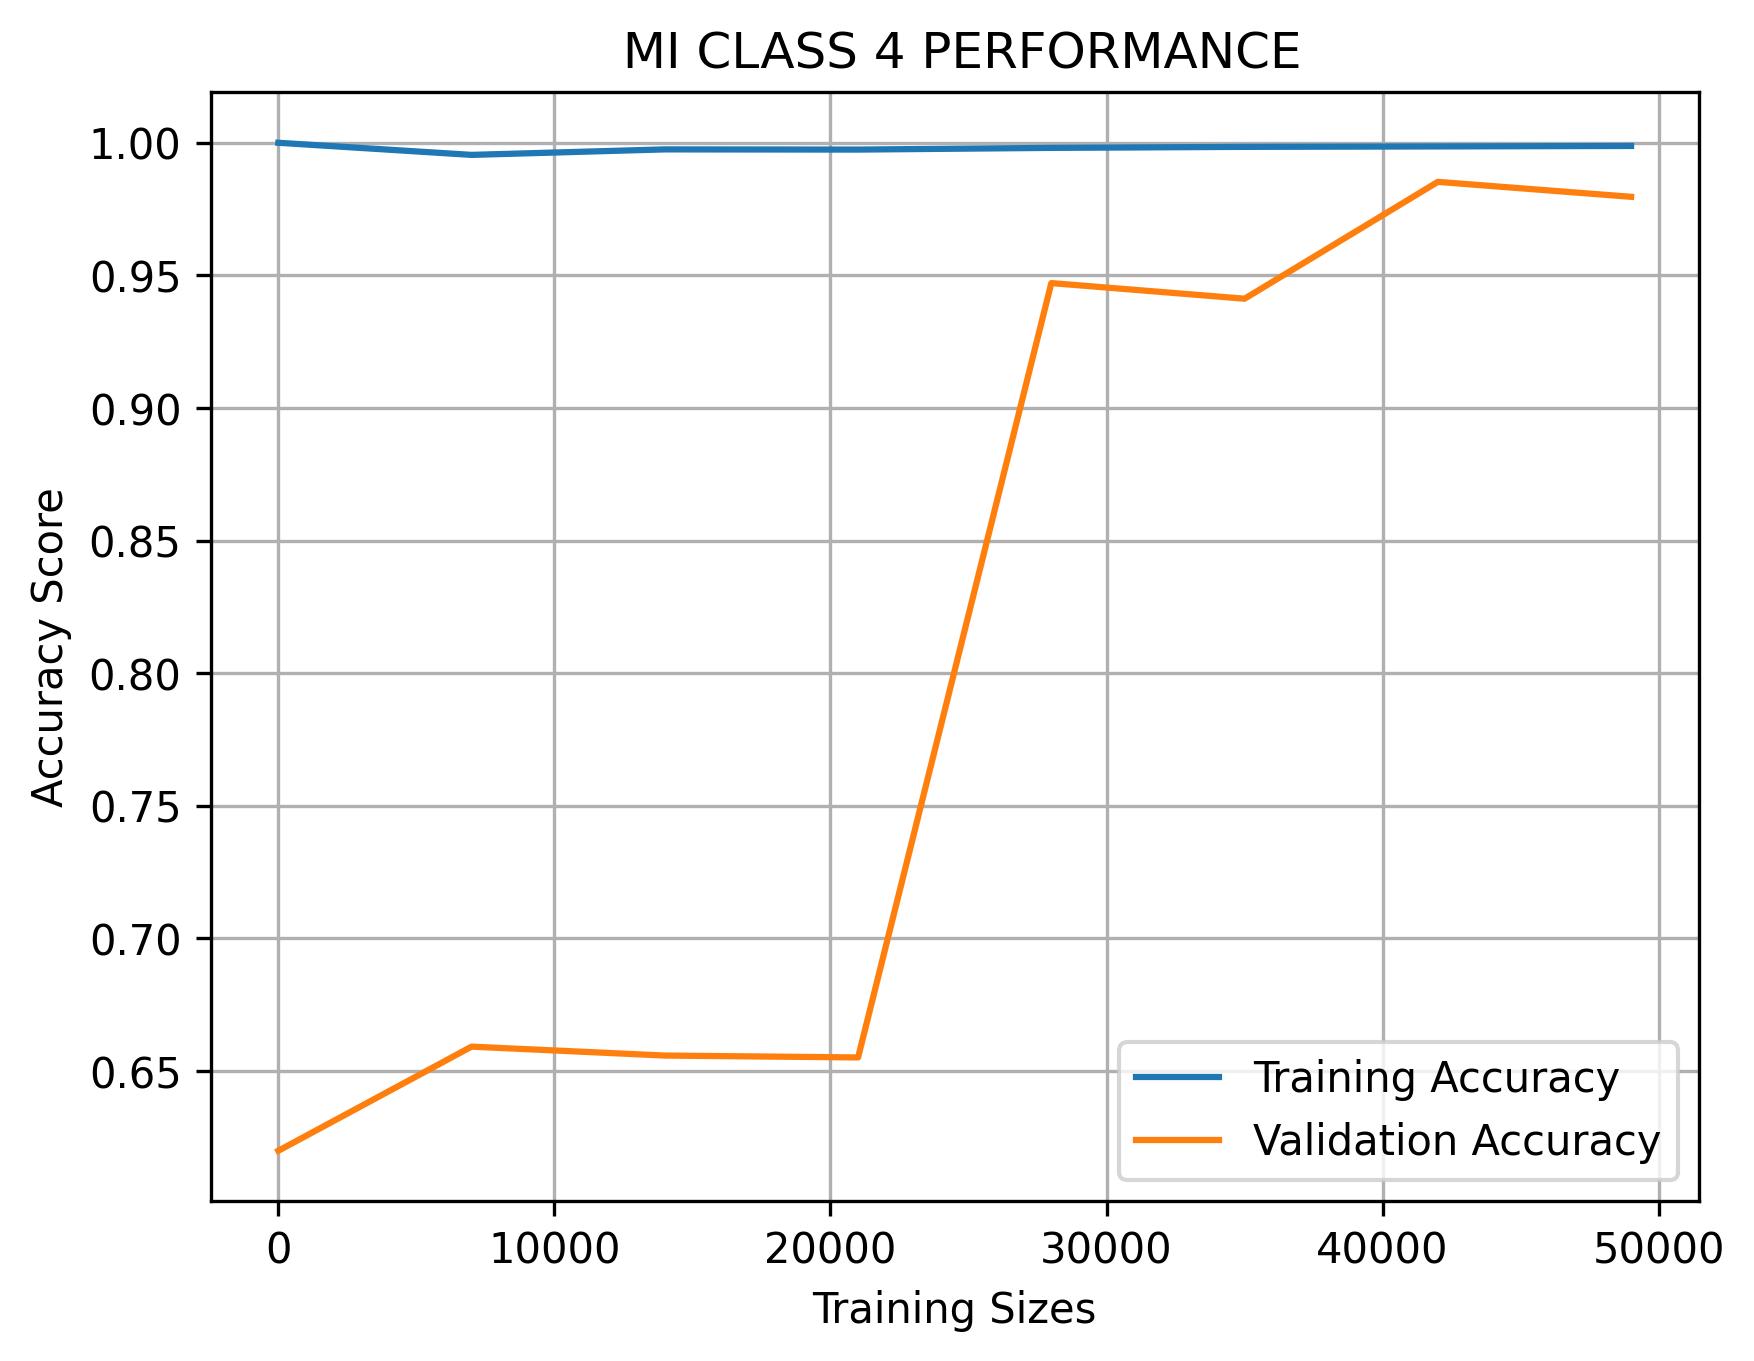 MI CLASS 4 PERFORMANCE
1.00
0.95
0.90
0.85
0.80
0.75
0.70
0.65
Accuracy Score
Training Accuracy
Validation Accuracy
0 10000 20000 30000 40000 50000
Training Sizes